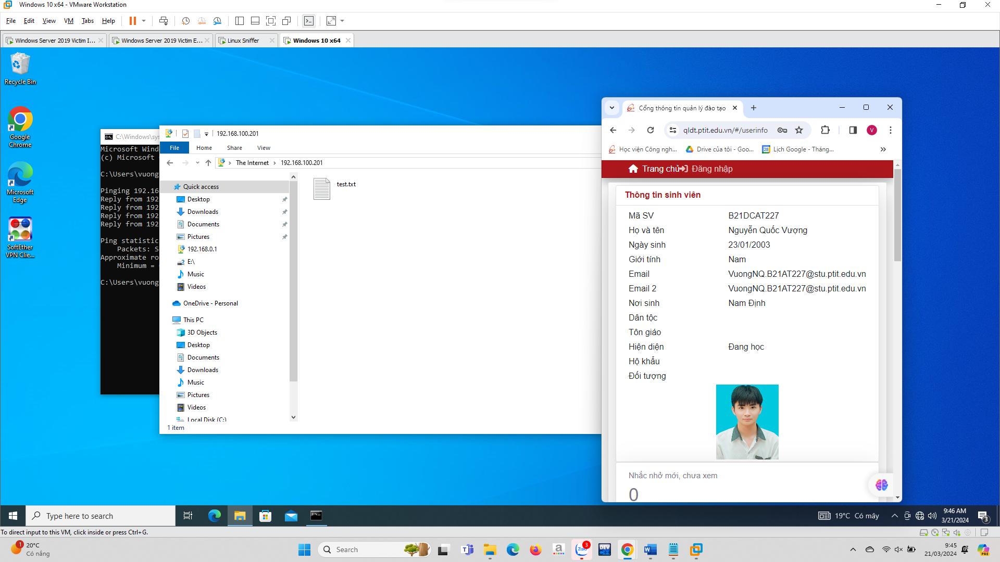 Windows 10 x64 - VMware Workstation
File Edit View VM Tabs Help
Windows Server 2019 Victim I...
Windows Server 2019 Victim E...
Linux Sniffer
Windows 10 x64
Recycle Bin
Google Chrome
Microsoft Edge
SoftEther VPN Clie...
C:\Windows\sys
Microsoft Wind
(c) Microsoft
C:\Users\vuong
Pinging 192.16
Reply from 192
Reply from 192
Reply from 192
Reply from 192
Ping statistic
Packets: S
Approximate ro
Minimum =
C:\Users\vuong
192.168.100.201
File Home Share View
The Internet > 192.168.100.201
Quick access
Desktop
Downloads
Documents
Pictures
192.168.0.1
E:\
Music
Videos
OneDrive - Personal
This PC
3D Objects
Desktop
Documents
Downloads
Music
Pictures
Videos
Local Disk (C:)
test.txt
1 item
Cổng thông tin quản lý đào tạo
qldt.ptit.edu.vn/#/userinfo
V
Học viện Công ngh...
Drive của tôi - Goo...
28
Lịch Google - Tháng...
Trang chủ Đăng nhập
Thông tin sinh viên
Mã SV B21DCAT227
Họ và tên Nguyễn Quốc Vượng
Ngày sinh 23/01/2003
Giới tính Nam
Email VuongNQ.B21AT227@stu.ptit.edu.vn
Email 2 VuongNQ.B21AT227@stu.ptit.edu.vn
Nơi sinh Nam Định
Dân tộc
Tôn giáo
Hiện diện Đang học
Hộ khẩu
Đối tượng
Nhắc nhở mới, chưa xem
0
Type here to search
19°C Có mây
9:46 AM
3/21/2024
3
To direct input to this VM, click inside or press Ctrl+G.
1
20°C
Có nắng
Search
a
Zalo
3
DEV
W
9:45
21/03/2024
PRE